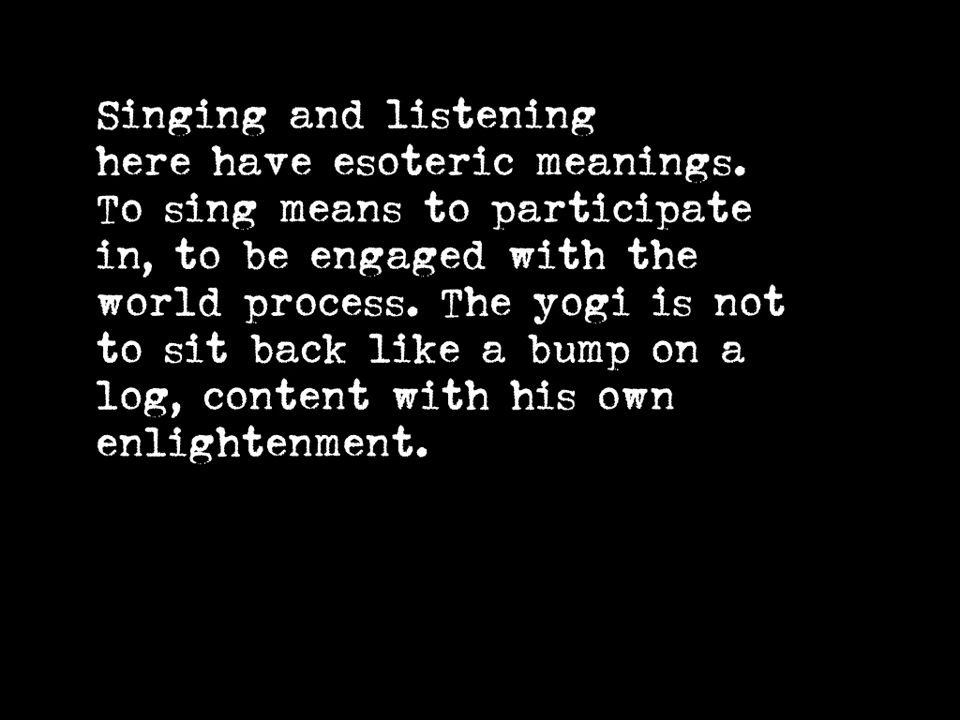 Singing and listening
here have esoteric meanings.
To sing means to participate
in, to be engaged with the
world process. The yogi is not
to sit back like a bump on a
log, content with his own
enlightenment.